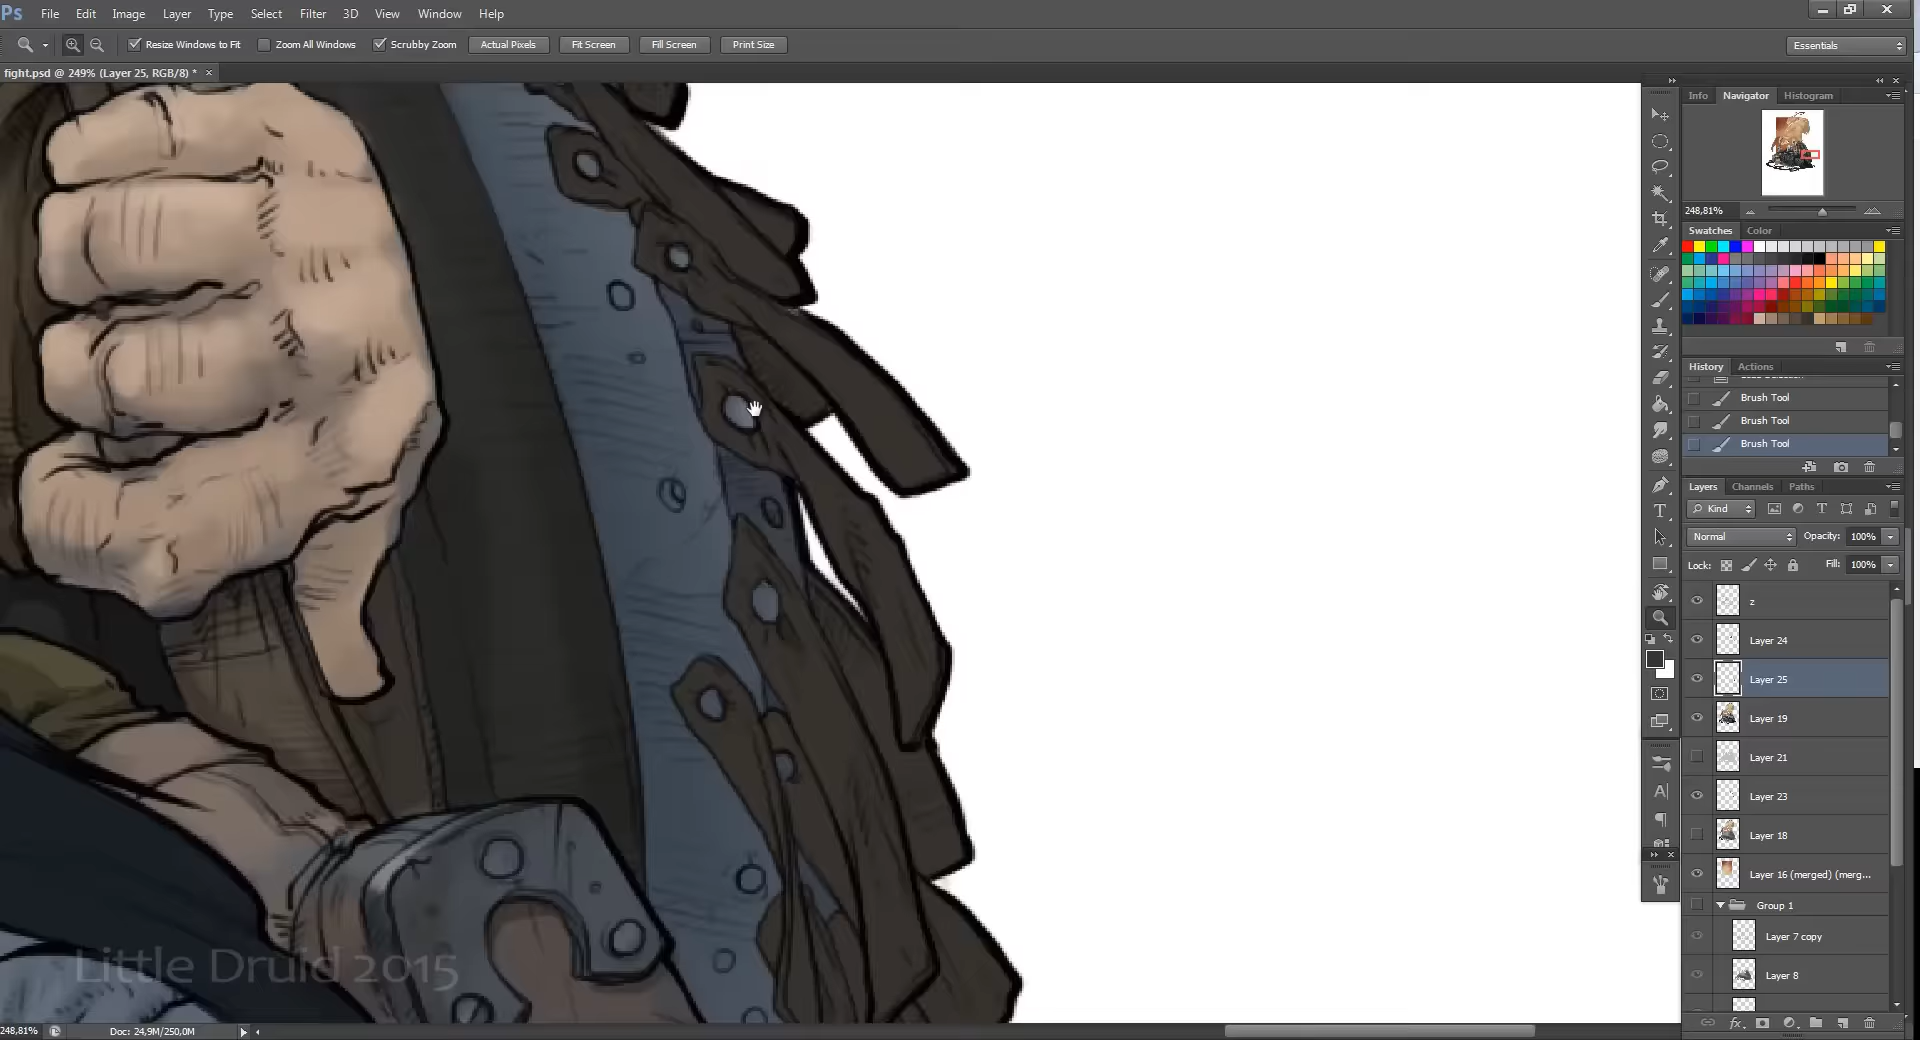 Ps File Edit Image Layer Type Select Filter 3D View Window Help
Resize Windows to Fit Zoom All Windows Scrubby Zoom Actual Pixels Fit Screen Fill Screen Print Size Essentials
fight.psd @ 249% (Layer 25, RGB/8) * ×
Info Navigator Histogram
248,81%
Swatches Color
History Actions
Brush Tool
Brush Tool
Brush Tool
Layers Channels Paths
Kind
Normal Opacity: 100%
Lock: Fill: 100%
z
Layer 24
Layer 25
Layer 19
Layer 21
Layer 23
Layer 18
Layer 16 (merged) (merg...
Group 1
Layer 7 copy
Layer 8
Little Druid 2015
248,81% Doc: 24,9M/250,0M